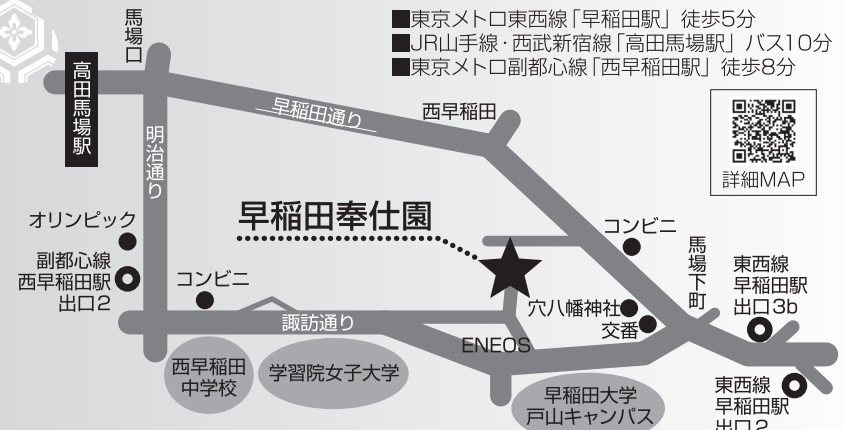 ■東京メトロ東西線「早稲田駅」徒歩5分
■JR山手線・西武新宿線「高田馬場駅」バス10分
■東京メトロ副都心線「西早稲田駅」徒歩8分
馬場口
高田馬場駅
早稲田通り
西早稲田
詳細MAP
明治通り
早稲田奉仕園
オリンピック
コンビニ
副都心線
西早稲田駅
出口2
コンビニ
馬場下町
東西線
早稲田駅
出口3b
穴八幡神社
交番
諏訪通り
ENEOS
西早稲田
中学校
学習院女子大学
早稲田大学
戸山キャンパス
東西線
早稲田駅
出口2